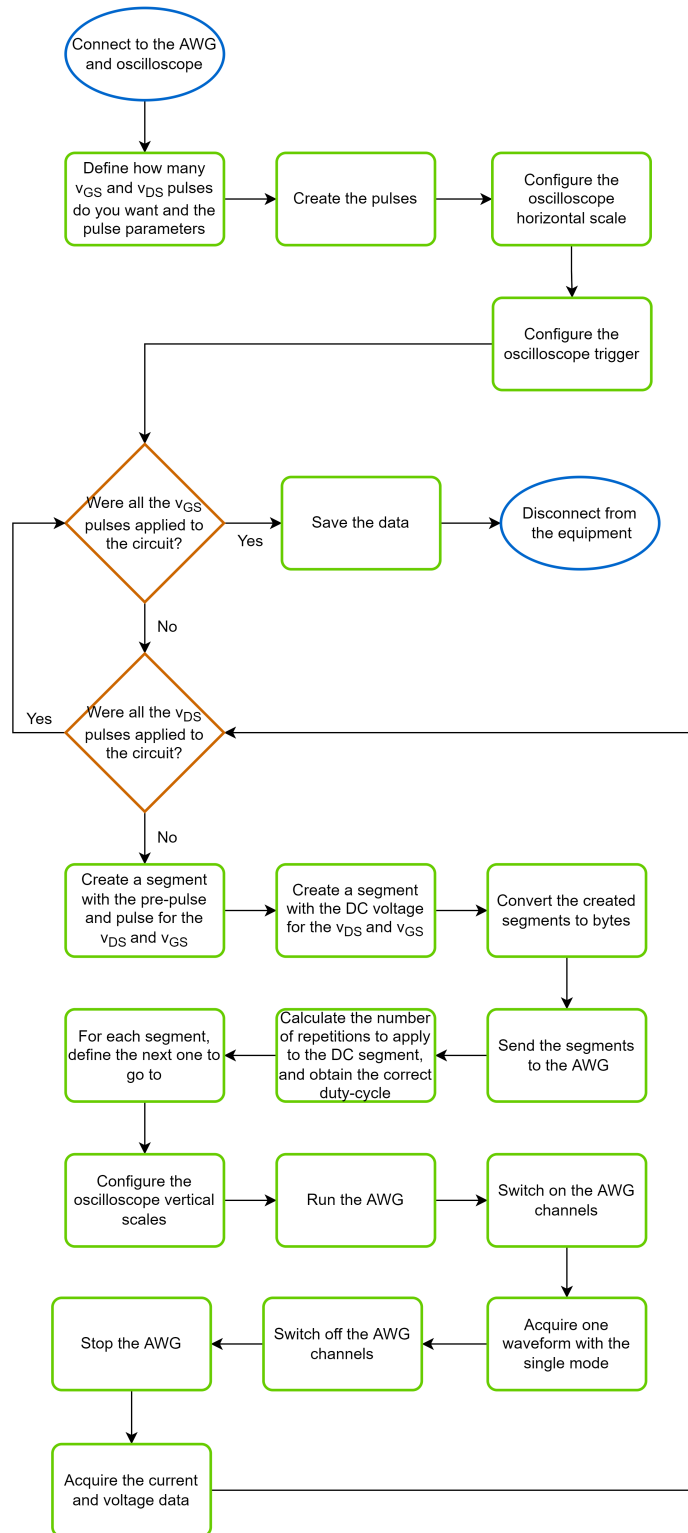 Connect to the AWG
and oscilloscope
Define how many
vGS and vDS pulses
do you want and the
pulse parameters
Create the pulses
Configure the
oscilloscope
horizontal scale
Configure the
oscilloscope trigger
Were all the vGS
pulses applied to
the circuit?
Yes
Save the data
Disconnect from
the equipment
No
Were all the vDS
pulses applied to
the circuit?
Yes
No
Create a segment
with the pre-pulse
and pulse for the
vDS and vGS
Create a segment
with the DC voltage
for the vDS and vGS
Convert the created
segments to bytes
Send the segments
to the AWG
Calculate the number
of repetitions to apply
to the DC segment,
and obtain the correct
duty-cycle
For each segment,
define the next one to
go to
Configure the
oscilloscope vertical
scales
Run the AWG
Switch on the AWG
channels
Acquire one
waveform with the
single mode
Switch off the AWG
channels
Stop the AWG
Acquire the current
and voltage data